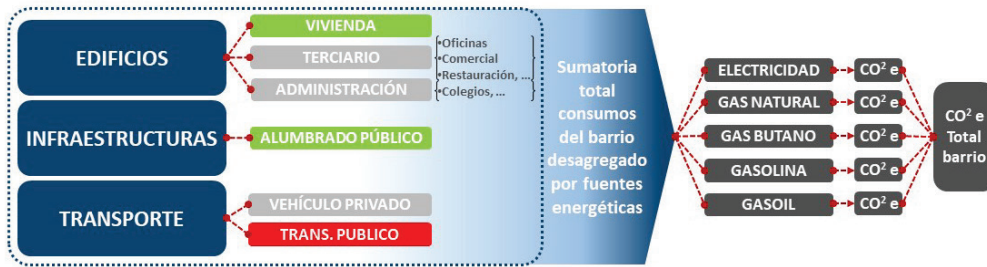 EDIFICIOS
VIVIENDA
TERCIARIO
ADMINISTRACIÓN
•Oficinas
•Comercial
•Restauración, ...
•Colegios, ...
INFRAESTRUCTURAS
ALUMBRADO PÚBLICO
TRANSPORTE
VEHÍCULO PRIVADO
TRANS. PUBLICO
Sumatoria
total
consumos
del barrio
desagregado
por fuentes
energéticas
ELECTRICIDAD
CO² e
GAS NATURAL
CO² e
GAS BUTANO
CO² e
GASOLINA
CO² e
GASOIL
CO² e
CO² e
Total
barrio